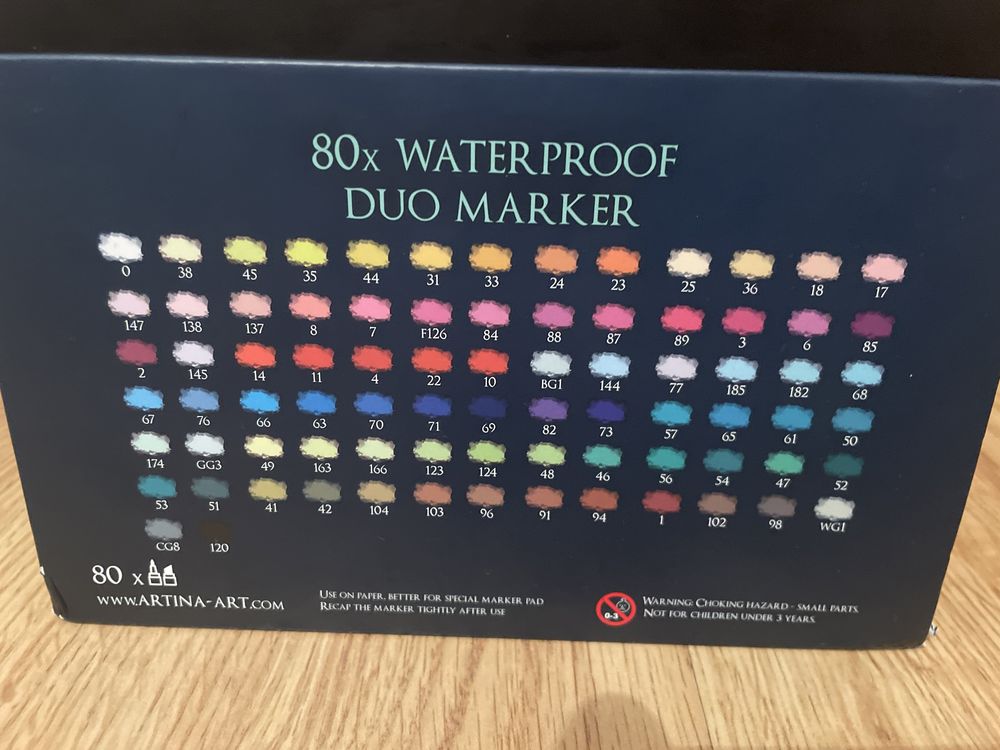 80x WATERPROOF
DUO MARKER
0 38 45 35 44 31 33 24 23 25 36 18 17
147 138 137 8 7 F126 84 88 87 89 3 6 85
2 145 14 11 4 22 10 BG1 144 77 185 182 68
67 76 66 63 70 71 69 82 73 57 65 61 50
174 GG3 49 163 166 123 124 48 46 56 54 47 52
53 51 41 42 104 103 96 91 94 1 102 98 WG1
CG8 120
80 x
WWW.ARTINA-ART.COM
USE ON PAPER, BETTER FOR SPECIAL MARKER PAD
RECAP THE MARKER TIGHTLY AFTER USE
0-3
WARNING: CHOKING HAZARD - SMALL PARTS.
NOT FOR CHILDREN UNDER 3 YEARS.